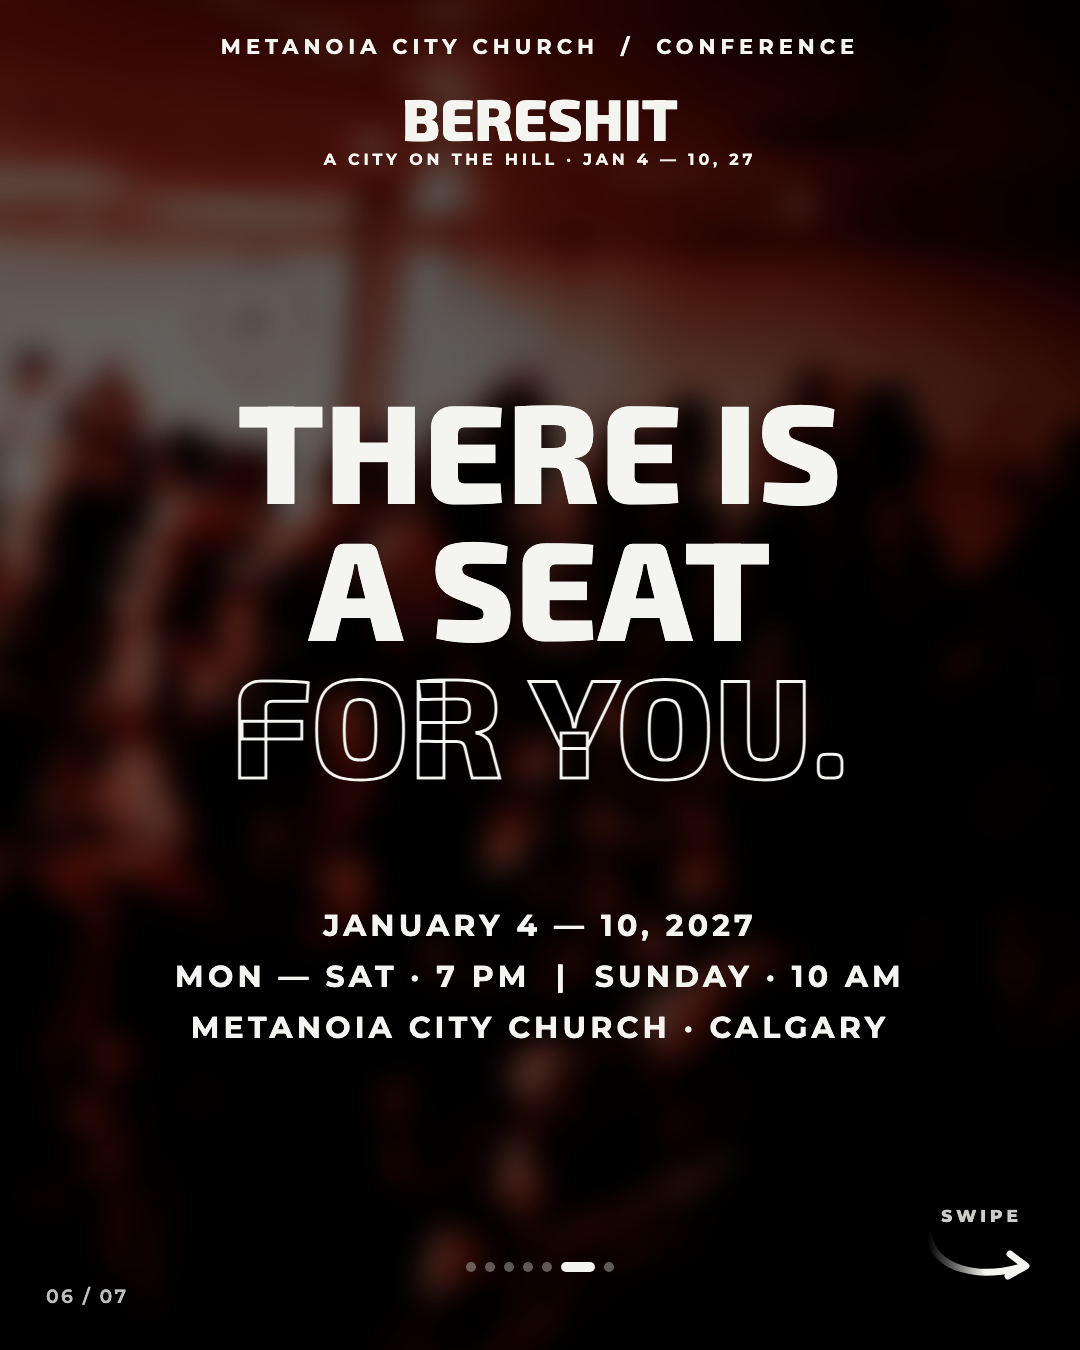 METANOIA CITY CHURCH / CONFERENCE
BERESHIT
A CITY ON THE HILL · JAN 4 — 10, 27
THERE IS
A SEAT
FOR YOU.
JANUARY 4 — 10, 2027
MON — SAT · 7 PM | SUNDAY · 10 AM
METANOIA CITY CHURCH · CALGARY
SWIPE
06 / 07